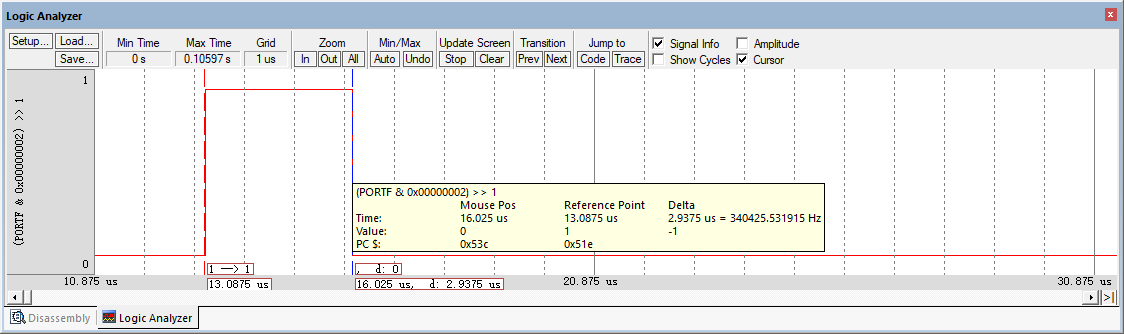 Logic Analyzer
Setup... Load... Min Time Max Time Grid Zoom Min/Max Update Screen Transition Jump to Signal Info Amplitude
Save... 0 s 0.10597 s 1 us In Out All Auto Undo Stop Clear Prev Next Code Trace Show Cycles Cursor
1
(PORTF & 0x00000002) >> 1
0
(PORTF & 0x00000002) >> 1
Mouse Pos Reference Point Delta
Time: 16.025 us 13.0875 us 2.9375 us = 340425.531915 Hz
Value: 0 1 -1
PC $: 0x53c 0x51e
1 —> 1 , d: 0
10.875 us 13.0875 us 16.025 us, d: 2.9375 us 20.875 us 30.875 us
Disassembly Logic Analyzer